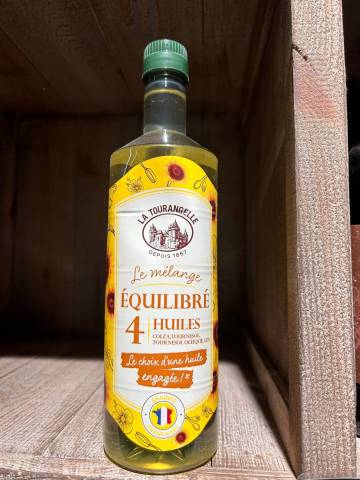 LA TOURANGELLE
DEPUIS 1867
Le mélange
ÉQUILIBRÉ
4 HUILES
COLZA, TOURNESOL,
TOURNESOL OLÉIQUE, LIN
Le choix d'une huile
engagée !*